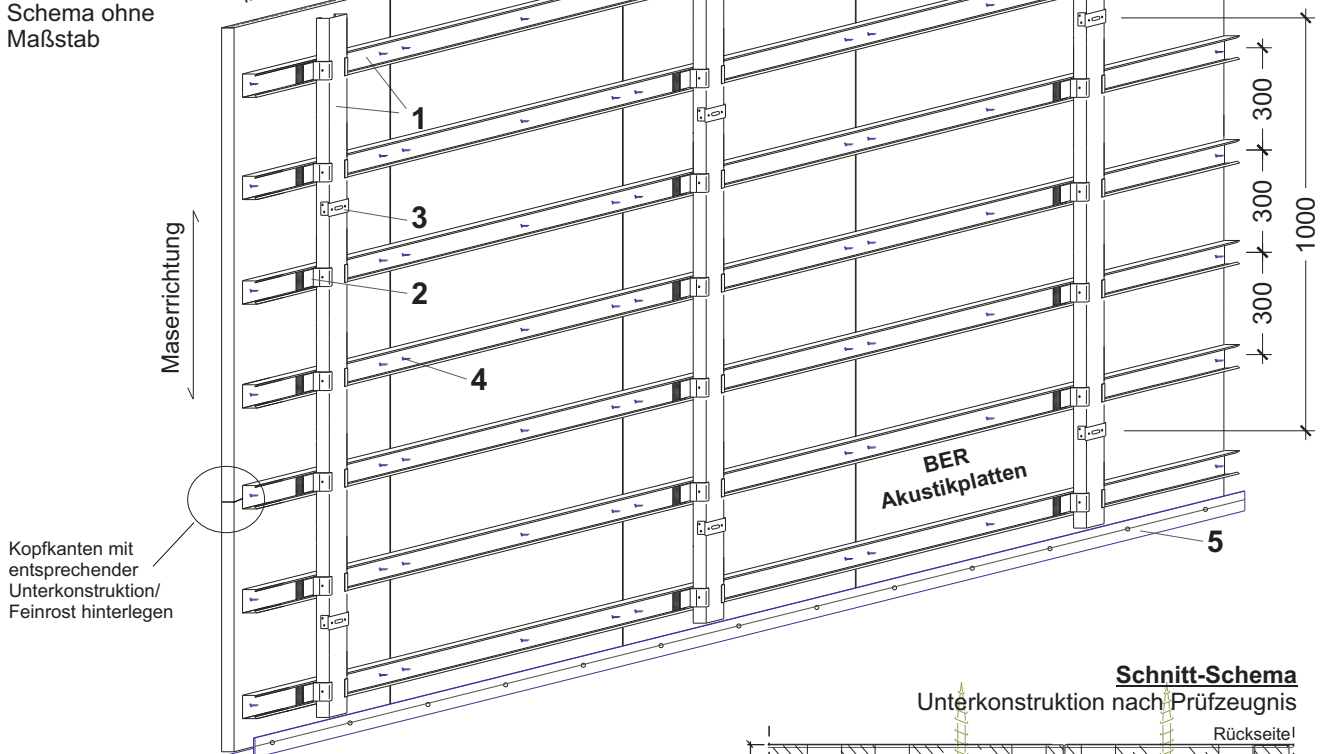 Schema ohne
Maßstab
1
3
2
4
5
Maserrichtung
300
300
300
1000
BER
Akustikplatten
Kopfkanten mit
entsprechender
Unterkonstruktion/
Feinrost hinterlegen
Schnitt-Schema
Unterkonstruktion nach Prüfzeugnis
Rückseite